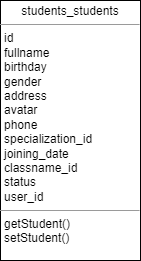 students_students
id
fullname
birthday
gender
address
avatar
phone
specialization_id
joining_date
classname_id
status
user_id
getStudent()
setStudent()